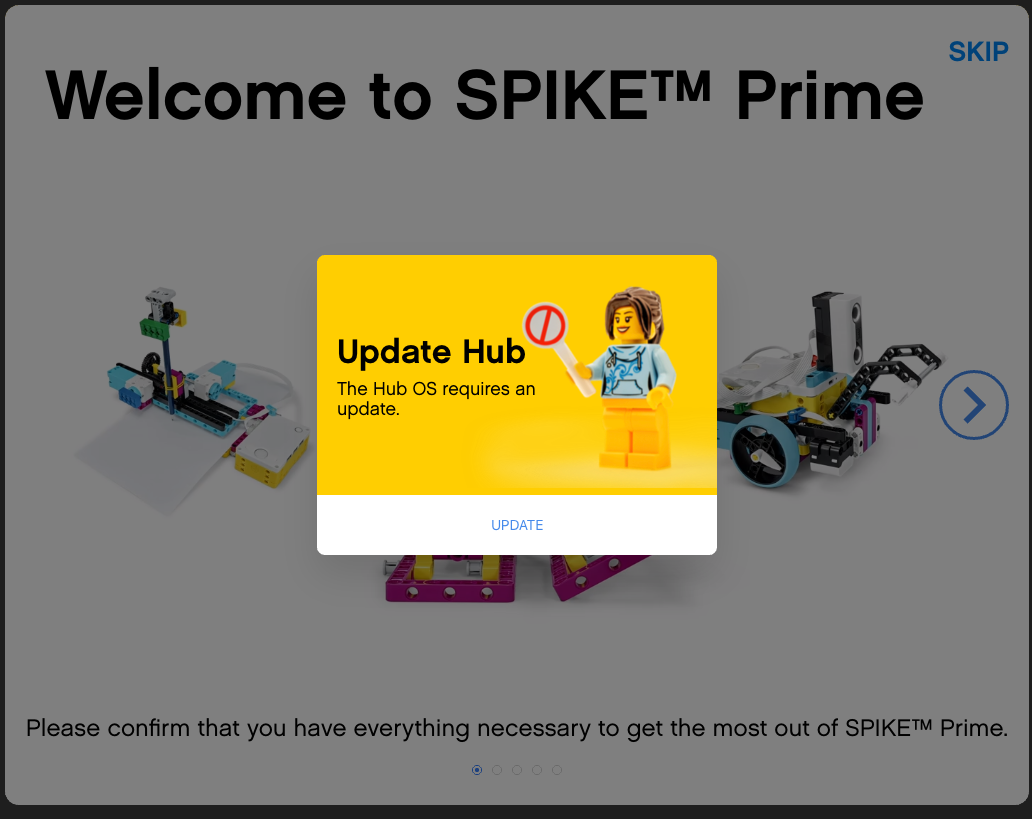 SKIP
Welcome to SPIKE™ Prime
Update Hub
The Hub OS requires an
update.
UPDATE
Please confirm that you have everything necessary to get the most out of SPIKE™ Prime.